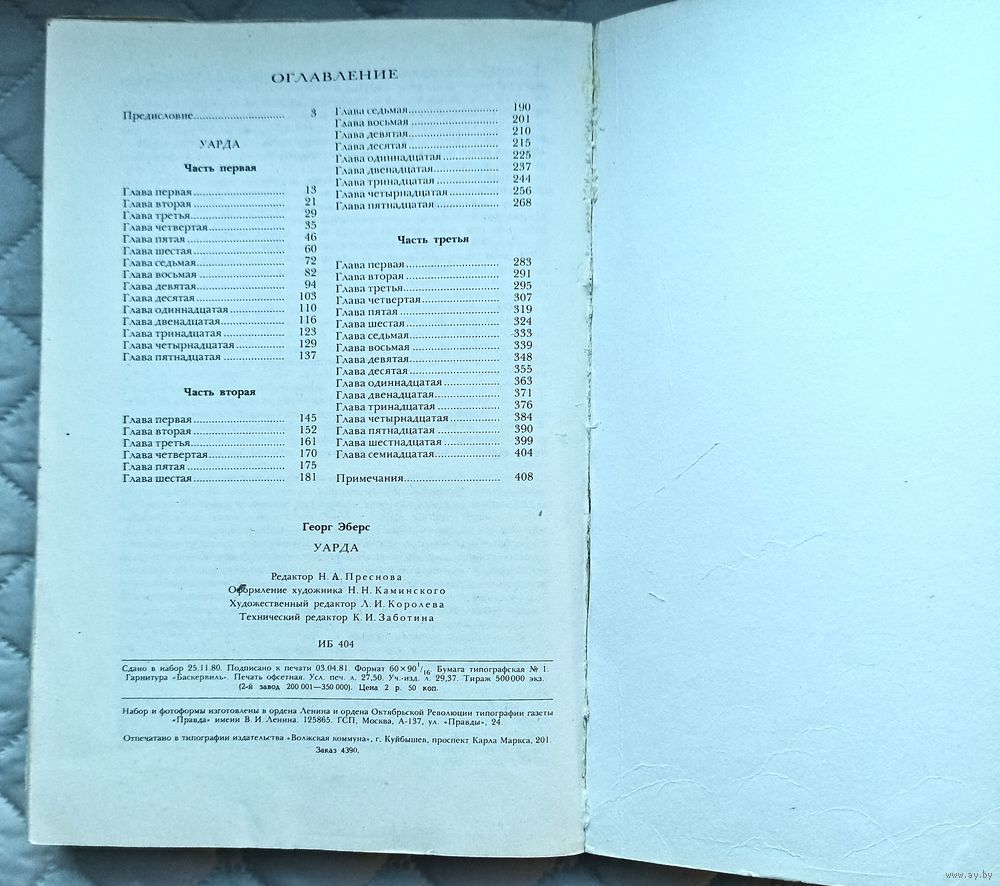 ОГЛАВЛЕНИЕ
Предисловие.............................. 3
УАРДА
Часть первая
Глава первая.............................. 13
Глава вторая.............................. 21
Глава третья.............................. 29
Глава четвертая.......................... 35
Глава пятая.............................. 46
Глава шестая.............................. 60
Глава седьмая............................ 72
Глава восьмая............................ 82
Глава девятая............................ 94
Глава десятая............................ 103
Глава одиннадцатая.................... 110
Глава двенадцатая...................... 116
Глава тринадцатая...................... 123
Глава четырнадцатая.................. 129
Глава пятнадцатая...................... 137
Часть вторая
Глава первая.............................. 145
Глава вторая.............................. 152
Глава третья.............................. 161
Глава четвертая.......................... 170
Глава пятая.............................. 175
Глава шестая.............................. 181
Глава седьмая............................ 190
Глава восьмая............................ 201
Глава девятая............................ 210
Глава десятая............................ 215
Глава одиннадцатая.................... 225
Глава двенадцатая...................... 237
Глава тринадцатая...................... 244
Глава четырнадцатая.................. 256
Глава пятнадцатая...................... 268
Часть третья
Глава первая.............................. 283
Глава вторая.............................. 291
Глава третья.............................. 295
Глава четвертая.......................... 307
Глава пятая.............................. 319
Глава шестая.............................. 324
Глава седьмая............................ 333
Глава восьмая............................ 339
Глава девятая............................ 348
Глава десятая............................ 355
Глава одиннадцатая.................... 363
Глава двенадцатая...................... 371
Глава тринадцатая...................... 376
Глава четырнадцатая.................. 384
Глава пятнадцатая...................... 390
Глава шестнадцатая.................... 399
Глава семнадцатая...................... 404
Примечания.............................. 408
Георг Эберс
УАРДА
Редактор Н. А. Преснова
Оформление художника Н. Н. Каминского
Художественный редактор Л. И. Королева
Технический редактор К. И. Заботина
ИБ 404
Сдано в набор 25.11.80. Подписано к печати 03.04.81. Формат 60×90 1/16 Бумага типографская № 1.
Гарнитура «Баскервиль». Печать офсетная. Усл. печ. л. 27,50. Уч.-изд. л. 29,37. Тираж 500 000 экз.
(2-й завод 200 001—350 000). Цена 2 р. 50 коп.
Набор и фотоформы изготовлены в ордена Ленина и ордена Октябрьской Революции типографии газеты
«Правда» имени В. И. Ленина. 125865. ГСП, Москва, А-137, ул. «Правды», 24.
Отпечатано в типографии издательства «Волжская коммуна», г. Куйбышев, проспект Карла Маркса, 201.
Заказ 4390.
www.ay.by